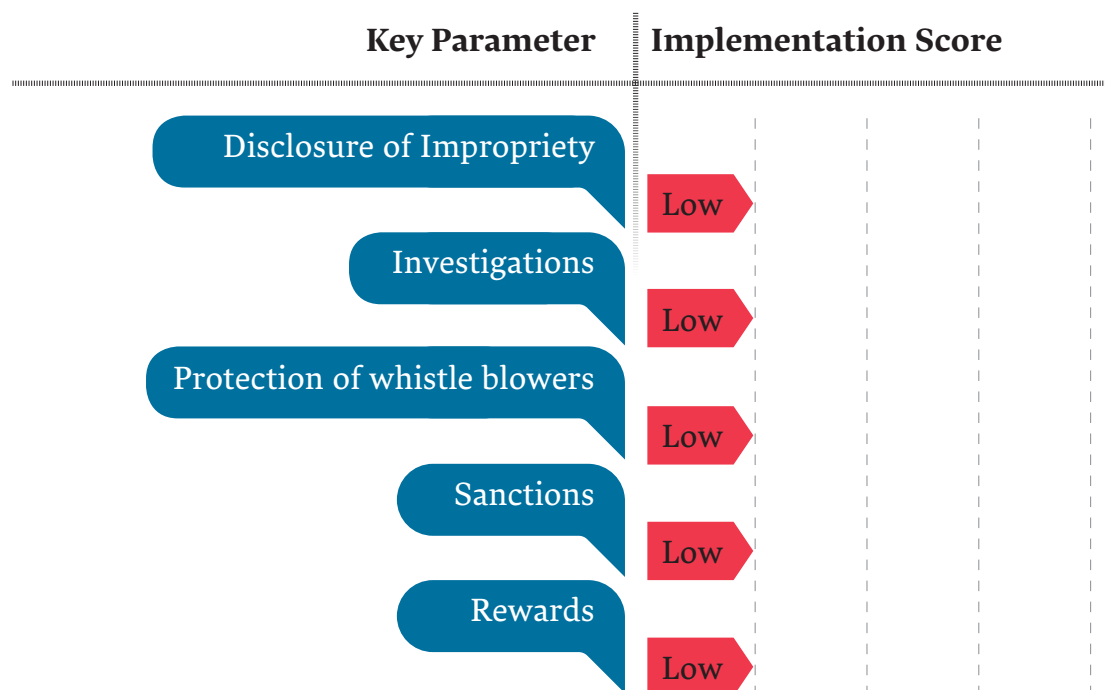 Key Parameter Implementation Score
Disclosure of Impropriety
Low
Investigations
Low
Protection of whistle blowers
Low
Sanctions
Low
Rewards
Low